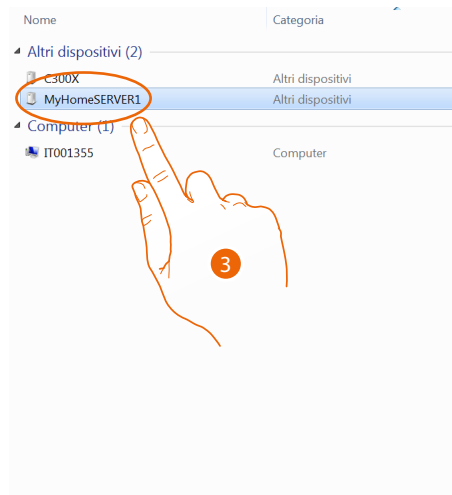 Nome Categoria
Altri dispositivi (2)
C300X Altri dispositivi
MyHomeSERVER1 Altri dispositivi
Computer (1)
IT001355 Computer
3